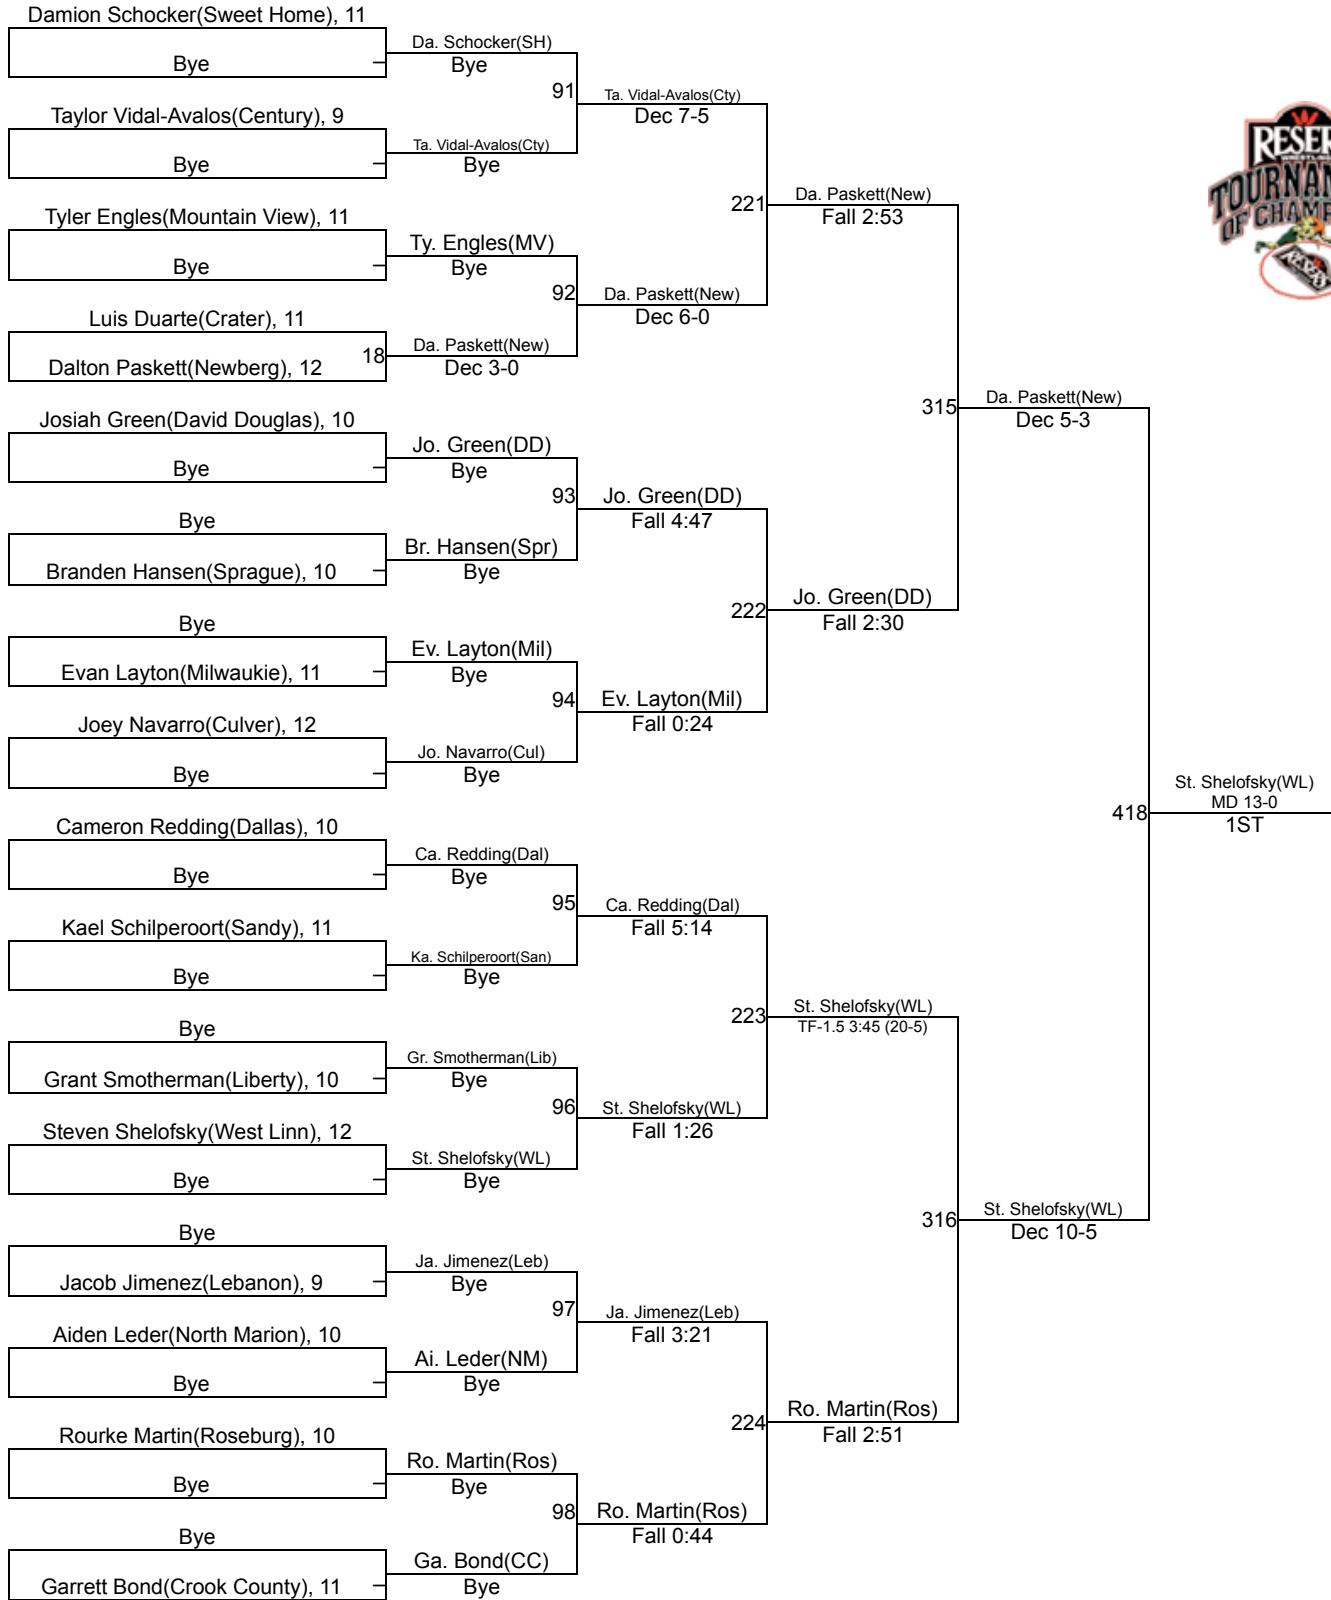 Damion Schocker(Sweet Home), 11
Bye
Taylor Vidal-Avalos(Century), 9
Bye
Tyler Engles(Mountain View), 11
Bye
Luis Duarte(Crater), 11
18
Dalton Paskett(Newberg), 12
Josiah Green(David Douglas), 10
Bye
Bye
Branden Hansen(Sprague), 10
Bye
Evan Layton(Milwaukie), 11
Joey Navarro(Culver), 12
Bye
Cameron Redding(Dallas), 10
Bye
Kael Schilperoort(Sandy), 11
Bye
Bye
Grant Smotherman(Liberty), 10
Steven Shelofsky(West Linn), 12
Bye
Bye
Jacob Jimenez(Lebanon), 9
Aiden Leder(North Marion), 10
Bye
Rourke Martin(Roseburg), 10
Bye
Bye
Garrett Bond(Crook County), 11
Da. Schocker(SH)
Bye
91
Ta. Vidal-Avalos(Cty)
Bye
Ty. Engles(MV)
Bye
92
Da. Paskett(New)
Dec 3-0
Jo. Green(DD)
Bye
93
Br. Hansen(Spr)
Bye
Ev. Layton(Mil)
Bye
94
Jo. Navarro(Cul)
Bye
Ca. Redding(Dal)
Bye
95
Ka. Schilperoort(San)
Bye
Gr. Smotherman(Lib)
Bye
96
St. Shelofsky(WL)
Bye
Ja. Jimenez(Leb)
Bye
97
Ai. Leder(NM)
Bye
Ro. Martin(Ros)
Bye
98
Ga. Bond(CC)
Bye
Ta. Vidal-Avalos(Cty)
Dec 7-5
221
Da. Paskett(New)
Dec 6-0
Jo. Green(DD)
Fall 4:47
222
Ev. Layton(Mil)
Fall 0:24
Ca. Redding(Dal)
Fall 5:14
223
St. Shelofsky(WL)
Fall 1:26
Ja. Jimenez(Leb)
Fall 3:21
224
Ro. Martin(Ros)
Fall 0:44
Da. Paskett(New)
Fall 2:53
315
Jo. Green(DD)
Fall 2:30
St. Shelofsky(WL)
TF-1.5 3:45 (20-5)
316
Ro. Martin(Ros)
Fall 2:51
Da. Paskett(New)
Dec 5-3
418
St. Shelofsky(WL)
Dec 10-5
St. Shelofsky(WL)
MD 13-0
1ST